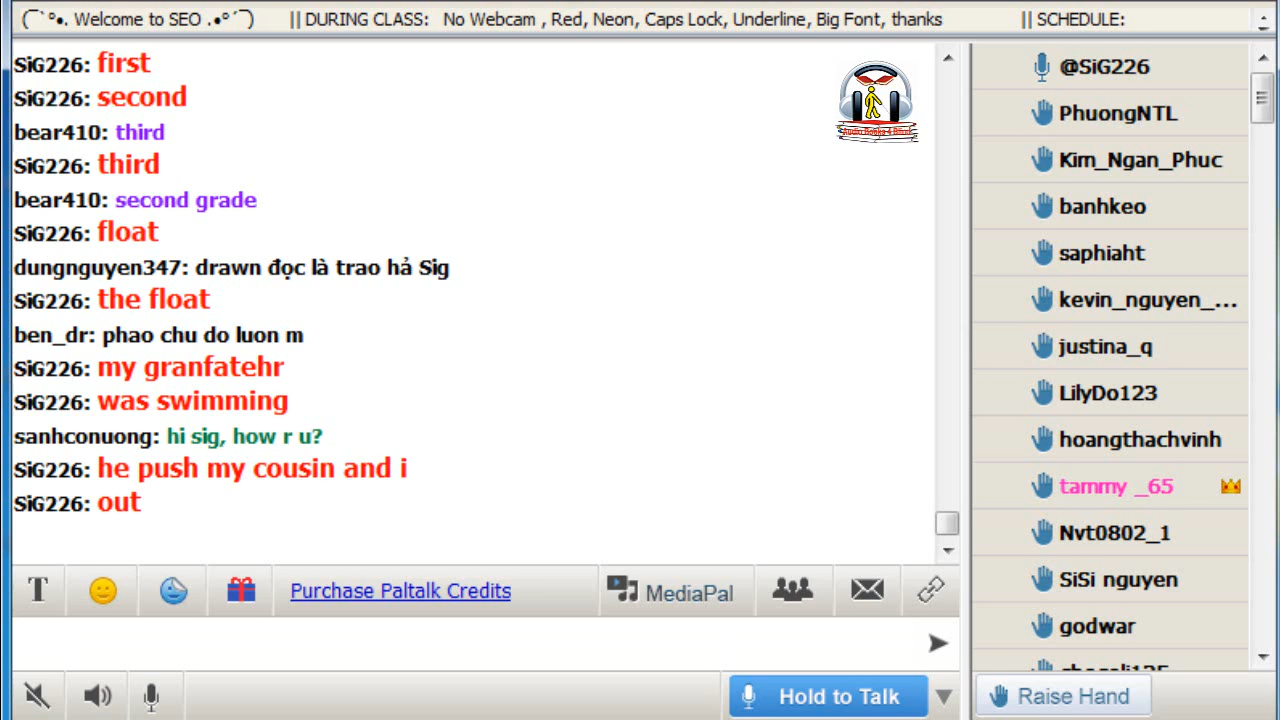 (¯`°•. Welcome to SEO .•°´¯) || DURING CLASS: No Webcam , Red, Neon, Caps Lock, Underline, Big Font, thanks || SCHEDULE:
SiG226: first
SiG226: second
bear410: third
SiG226: third
bear410: second grade
SiG226: float
dungnguyen347: drawn đọc là trao hả Sig
SiG226: the float
ben_dr: phao chu do luon m
SiG226: my granfatehr
SiG226: was swimming
sanhconuong: hi sig, how r u?
SiG226: he push my cousin and i
SiG226: out
@SiG226
PhuongNTL
Kim_Ngan_Phuc
banhkeo
saphiaht
kevin_nguyen_...
justina_q
LilyDo123
hoangthachvinh
tammy _65
Nvt0802_1
SiSi nguyen
godwar
T
Purchase Paltalk Credits
MediaPal
Hold to Talk
Raise Hand